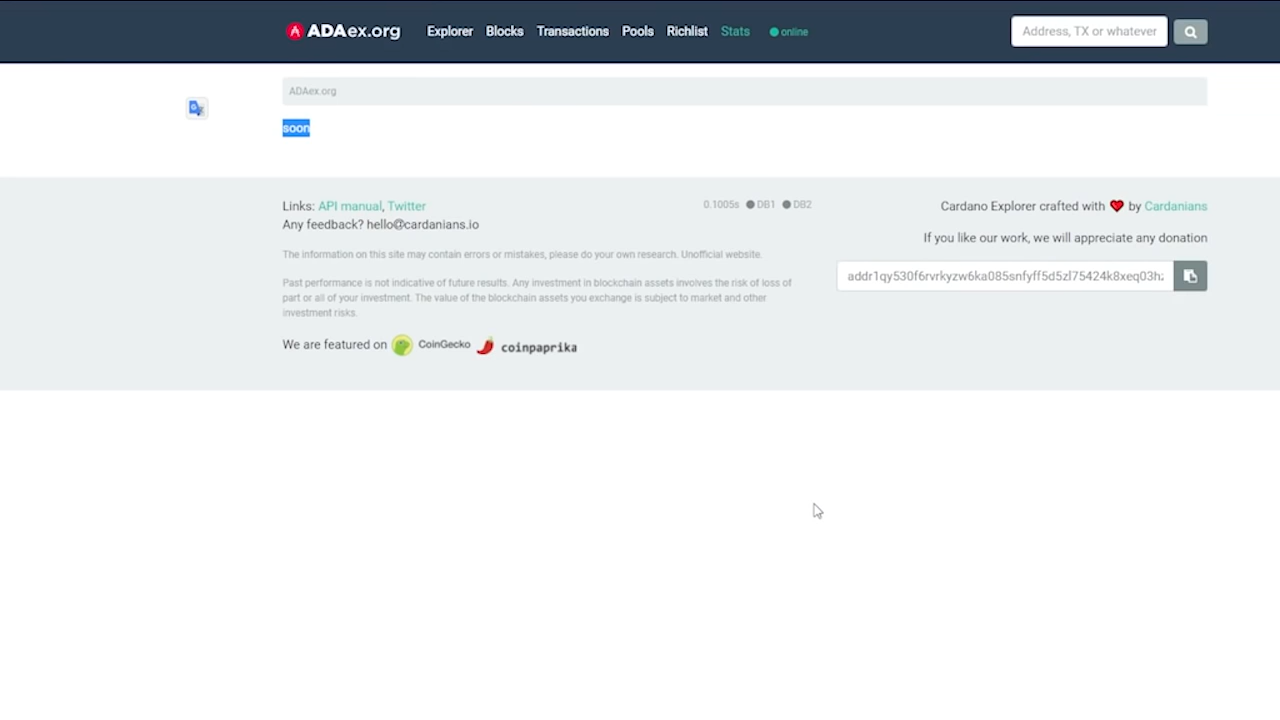 ADAex.org Explorer Blocks Transactions Pools Richlist Stats online Address, TX or whatever
ADAex.org
soon
Links: API manual, Twitter
0.1005s DB1 DB2
Any feedback? hello@cardanians.io
The information on this site may contain errors or mistakes, please do your own research. Unofficial website.
Past performance is not indicative of future results. Any investment in blockchain assets involves the risk of loss of
part or all of your investment. The value of the blockchain assets you exchange is subject to market and other
investment risks.
We are featured on CoinGecko coinpaprika
Cardano Explorer crafted with ❤ by Cardanians
If you like our work, we will appreciate any donation
addr1qy530f6rvrkyzw6ka085snfyff5d5zl75424k8xeq03hz